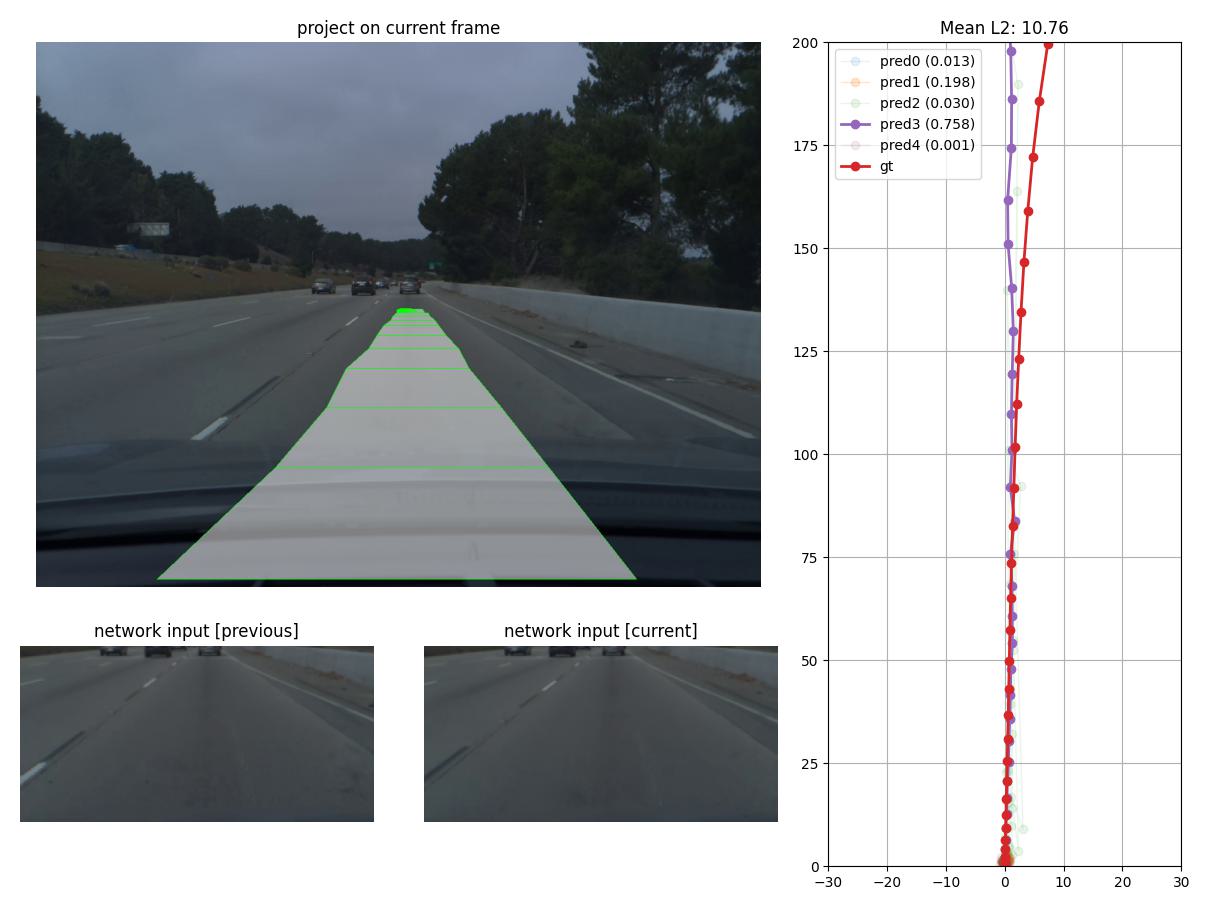 project on current frame
Mean L2: 10.76
200
175
150
125
100
75
50
25
0
pred0 (0.013)
pred1 (0.198)
pred2 (0.030)
pred3 (0.758)
pred4 (0.001)
gt
−30
−20
−10
0
10
20
30
network input [previous]
network input [current]